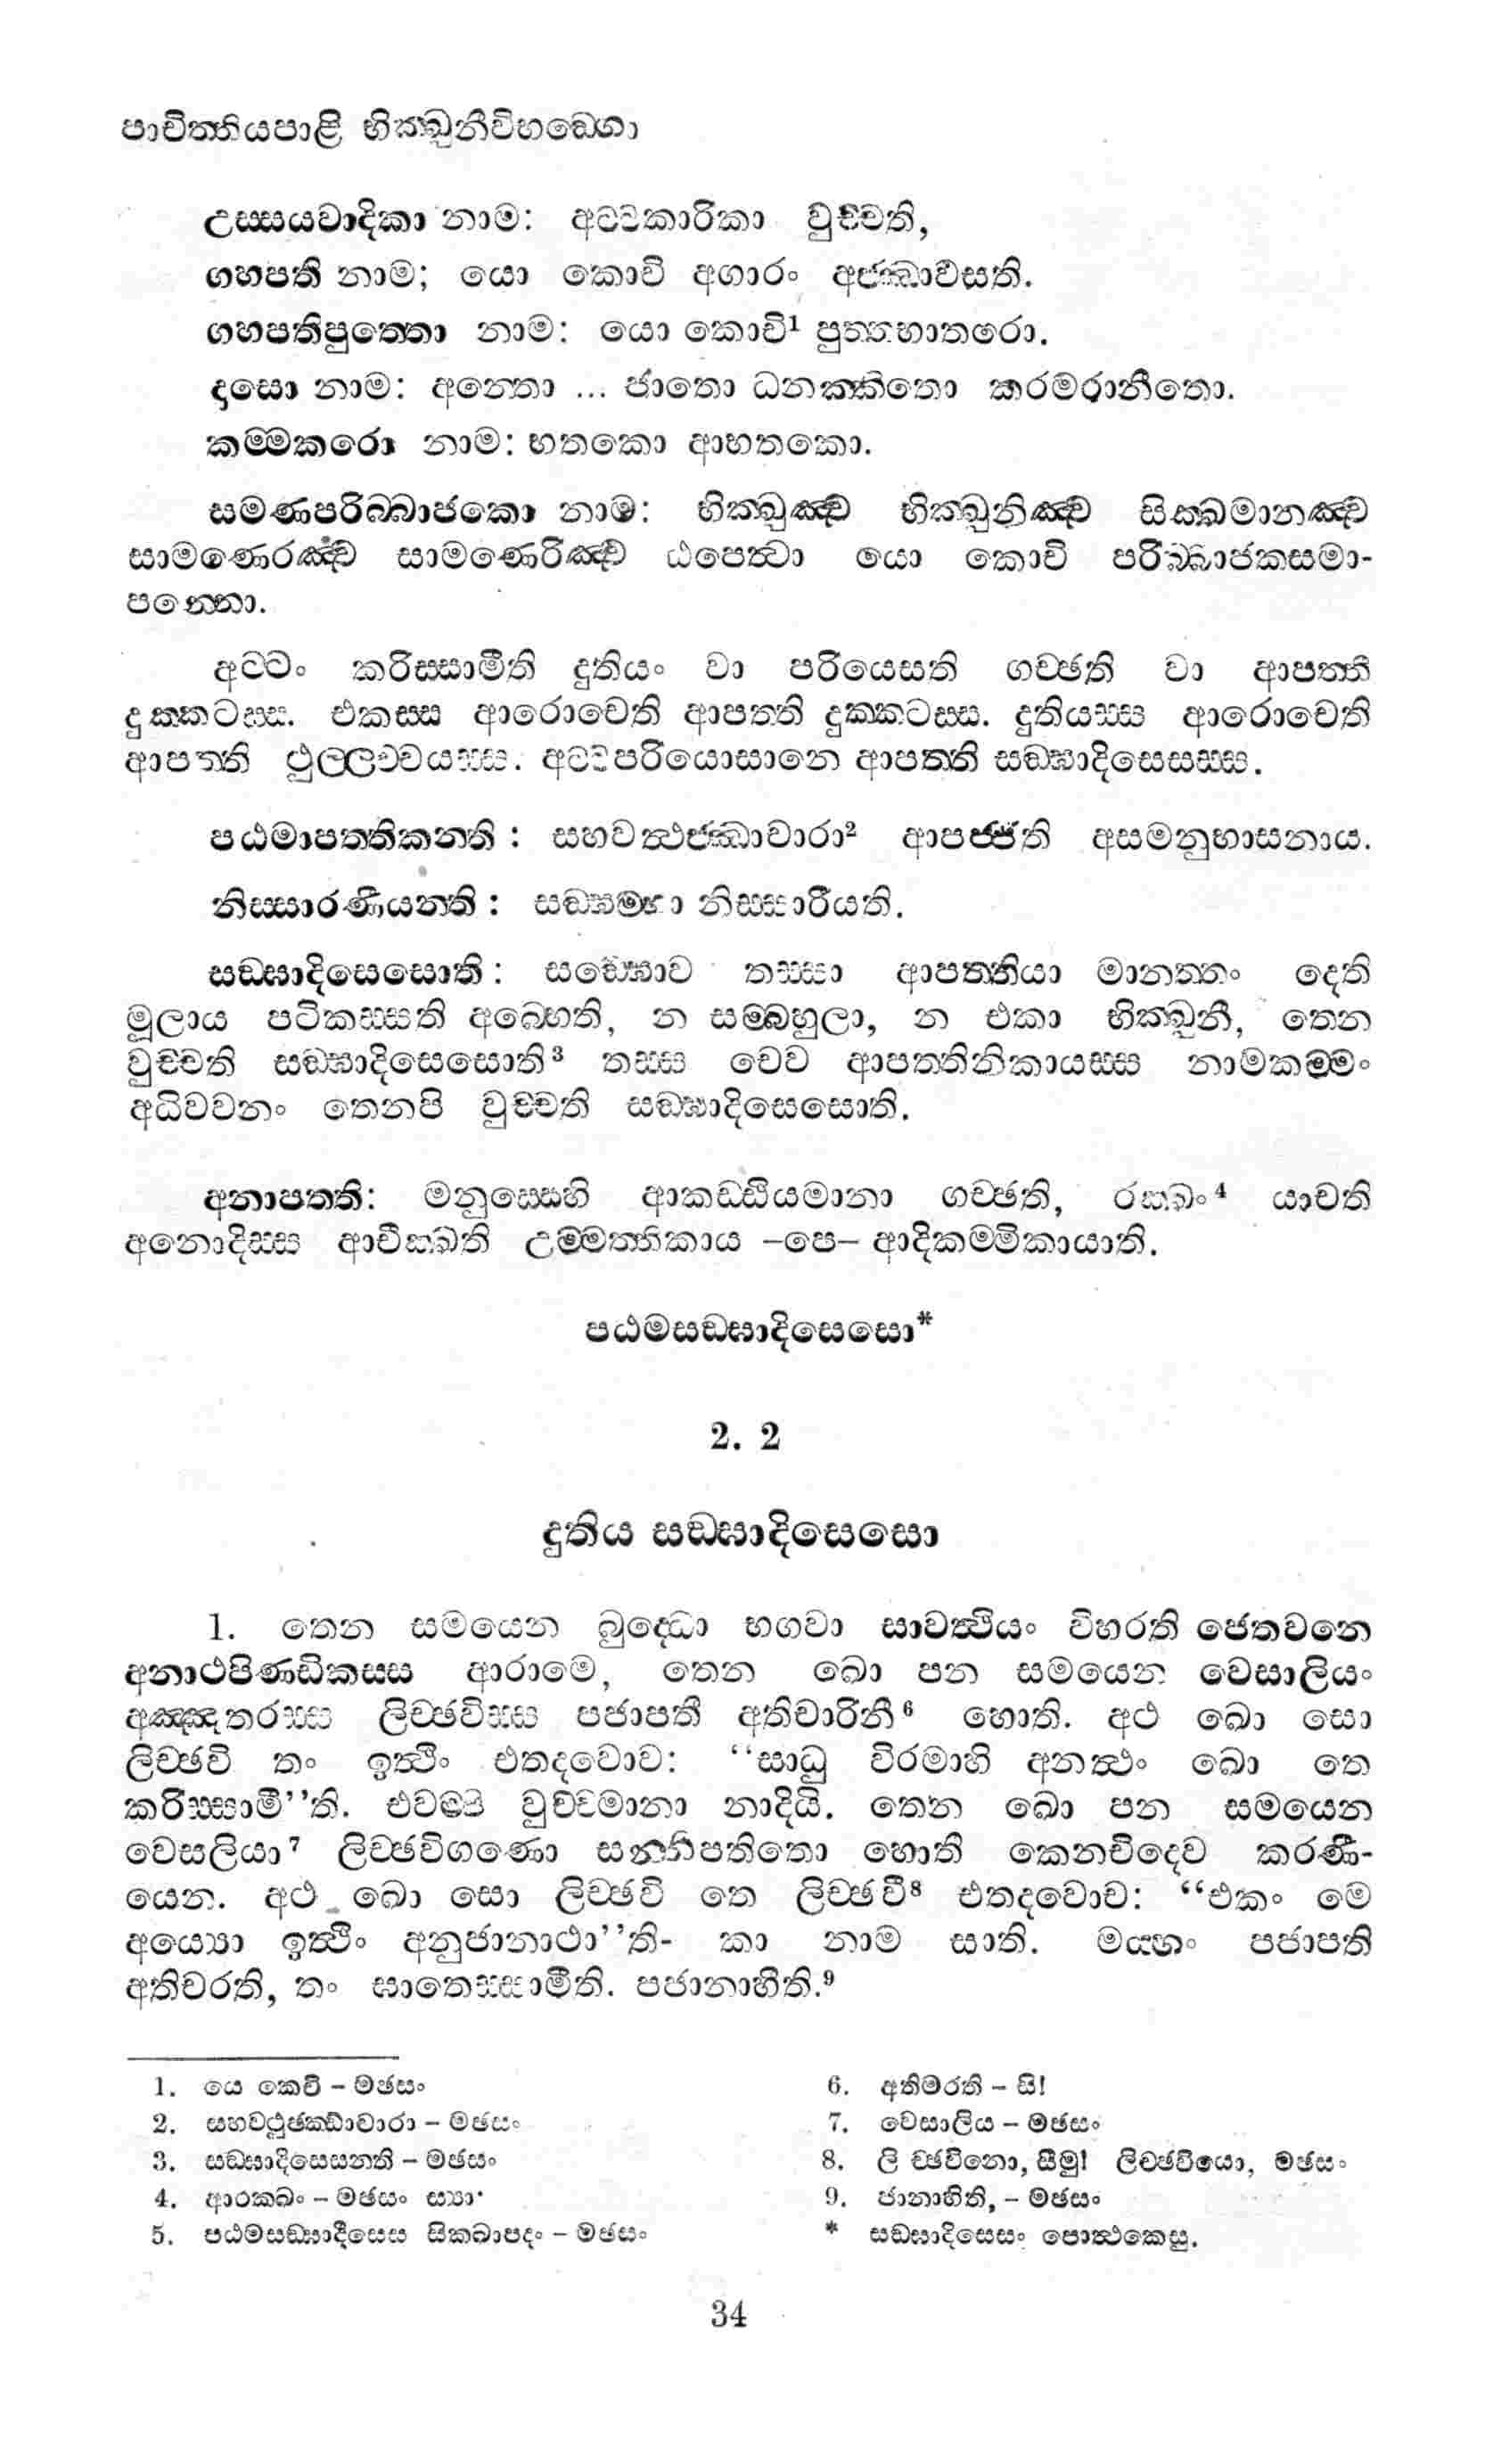 පාචිත්තියපාළි භික්ඛුනීවිභඞ්ගො
උස්සයවාදිකා නාම: අට්ටකාරිකා වුච්චති,
ගහපති නාම; යො කොචි අගාරං අජ්ඣාවසති.
ගහපතිපුත්තො නාම: යො කොචි¹ පුත්තභාතරො.
දාසො නාම: අන්තො ... ජාතො ධනක්කිතො කරමරානීතො.
කම්මකරො නාම: භතකො ආභතකො.
සමණපරිබ්බාජකො නාම: භික්ඛුඤ්ච භික්ඛුනිඤ්ච සික්ඛමානඤ්ච
සාමණෙරඤ්ච සාමණෙරිඤ්ච ඨපෙත්වා යො කොචි පරිබ්බාජකසමා-
පන්නො.
අට්ටං කරිස්සාමීති දුතියං වා පරියෙසති ගච්ඡති වා ආපත්ති
දුක්කටස්ස. එකස්ස ආරොචෙති ආපත්ති දුක්කටස්ස. දුතියස්ස ආරොචෙති
ආපත්ති ථුල්ලච්චයස්ස. අට්ටපරියොසානෙ ආපත්ති සඞ්ඝාදිසෙසස්ස.
පඨමාපත්තිකන්ති : සහවත්ථජ්ඣාචාරා² ආපජ්ජති අසමනුභාසනාය.
නිස්සාරණීයන්ති : සඞ්ඝම්හා නිස්සාරීයති.
සඞ්ඝාදිසෙසොති : සඞ්ඝොව තස්සා ආපත්තියා මානත්තං දෙති
මූලාය පටිකස්සති අබ්භෙති, න සම්බහුලා, න එකා භික්ඛුනී, තෙන
වුච්චති සඞ්ඝාදිසෙසොති³ තස්ස චෙව ආපත්තිනිකායස්ස නාමකම්මං
අධිවචනං තෙනපි වුච්චති සඞ්ඝාදිසෙසොති.
අනාපත්ති: මනුස්සෙහි ආකඩ්ඪියමානා ගච්ඡති, රක්ඛං⁴ යාචති
අනොදිස්ස ආචික්ඛති උම්මත්තිකාය –පෙ– ආදිකම්මිකායාති.
පඨමසඞ්ඝාදිසෙසො*
2. 2
දුතිය සඞ්ඝාදිසෙසො
1. තෙන සමයෙන බුද්ධො භගවා සාවත්ථියං විහරති ජෙතවනෙ
අනාථපිණ්ඩිකස්ස ආරාමෙ, තෙන ඛො පන සමයෙන වෙසාලියං
අඤ්ඤතරස්ස ලිච්ඡවිස්ස පජාපතී අතිචාරිනී⁶ හොති. අථ ඛො සො
ලිච්ඡවි තං ඉත්ථිං එතදවොච: “සාධු විරමාහි අනත්ථං ඛො තෙ
කරිස්සාමී”ති. එවම්පි වුච්චමානා නාදියි. තෙන ඛො පන සමයෙන
වෙසලියා⁷ ලිච්ඡවිගණො සන්නිපතිතො හොති කෙනචිදෙව කරණී-
යෙන. අථ ඛො සො ලිච්ඡවි තෙ ලිච්ඡවී⁸ එතදවොච: “එකං මෙ
අය්‍යො ඉත්ථිං අනුජානාථා”ති- කා නාම සාති. මය්හං පජාපති
අතිචරති, තං ඝාතෙස්සාමීති. පජානාහීති.⁹
1. යෙ කෙචි – මඡසං
2. සහවථුඡක්ඩාචාරා – මඡසං
3. සඞ්ඝාදිසෙසන්ති – මඡසං
4. ආරක්ඛං – මඡසං ස්‍යා
5. පඨමසඞ්ඝාදිසෙස සික්ඛාපදං – මඡසං
6. අතිමරති – සි!
7. වෙසාලිය – මඡසං
8. ලි ච්ඡවිනො, සීමු! ලිච්ඡවියො, මඡසං
9. ජානාහිති, – මඡසං
* සඞ්ඝාදිසෙසං පොත්ථකෙසු.
34